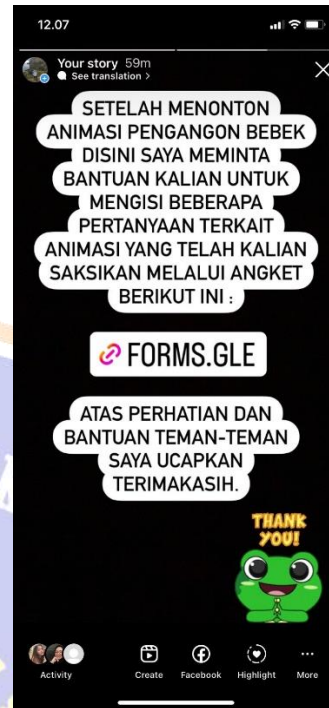 12.07
Your story 59m
See translation >
SETELAH MENONTON
ANIMASI PENGANGON BEBEK
DISINI SAYA MEMINTA
BANTUAN KALIAN UNTUK
MENGISI BEBERAPA
PERTANYAAN TERKAIT
ANIMASI YANG TELAH KALIAN
SAKSIKAN MELALUI ANGKET
BERIKUT INI :
FORMS.GLE
ATAS PERHATIAN DAN
BANTUAN TEMAN-TEMAN
SAYA UCAPKAN
TERIMAKASIH.
THANK
YOU!
Activity
Create
Facebook
Highlight
More